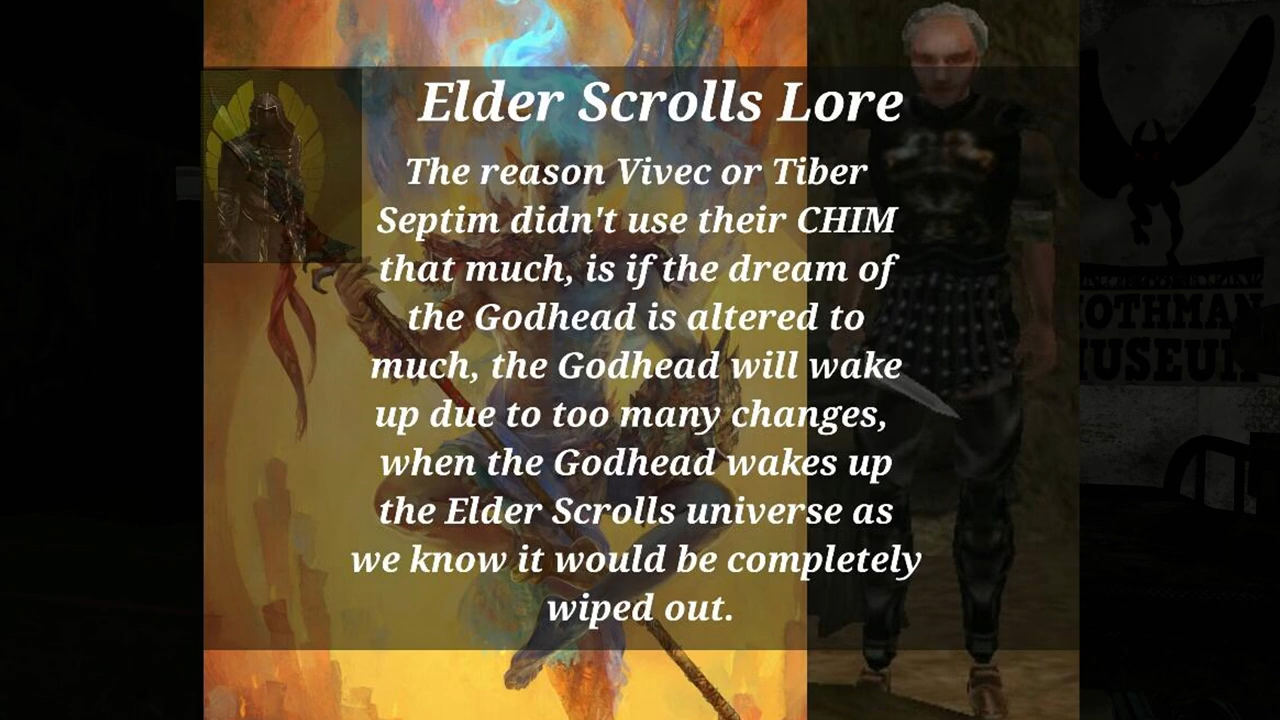 Elder Scrolls Lore
The reason Vivec or Tiber
Septim didn't use their CHIM
that much, is if the dream of
the Godhead is altered to
much, the Godhead will wake
up due to too many changes,
when the Godhead wakes up
the Elder Scrolls universe as
we know it would be completely
wiped out.
OTHMAN
USEUM